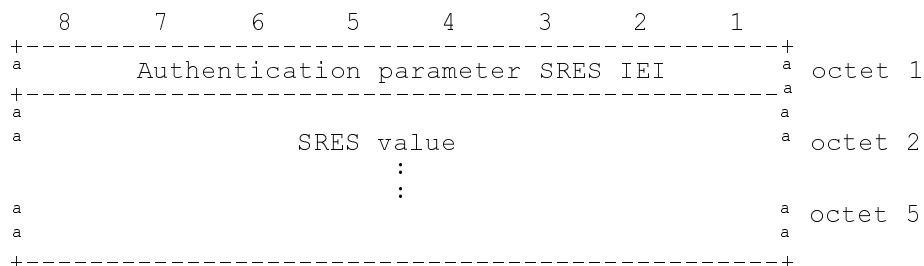 8 7 6 5 4 3 2 1
+-----------------------------------------------+
a Authentication parameter SRES IEI a octet 1
a
+-----------------------------------------------
a a
a SRES value a octet 2
:
:
a a octet 5
a a
+-----------------------------------------------+